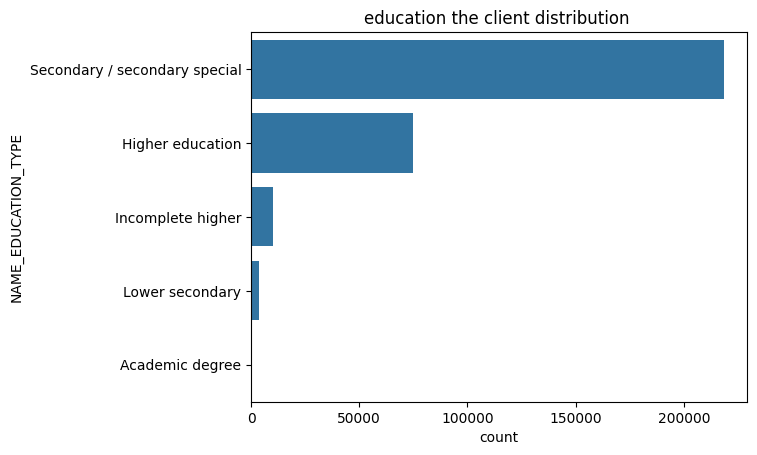 education the client distribution
Secondary / secondary special
Higher education
Incomplete higher
Lower secondary
Academic degree
NAME_EDUCATION_TYPE
0 50000 100000 150000 200000
count